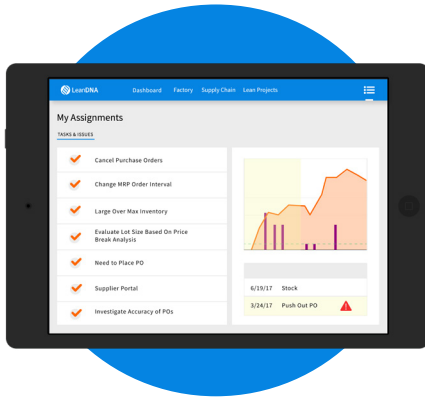 LeanDNA
Dashboard Factory Supply Chain Lean Projects
My Assignments
TASKS & ISSUES
Cancel Purchase Orders
Change MRP Order Interval
Large Over Max Inventory
Evaluate Lot Size Based On Price
Break Analysis
Need to Place PO
Supplier Portal
Investigate Accuracy of POs
6/19/17 Stock
3/24/17 Push Out PO